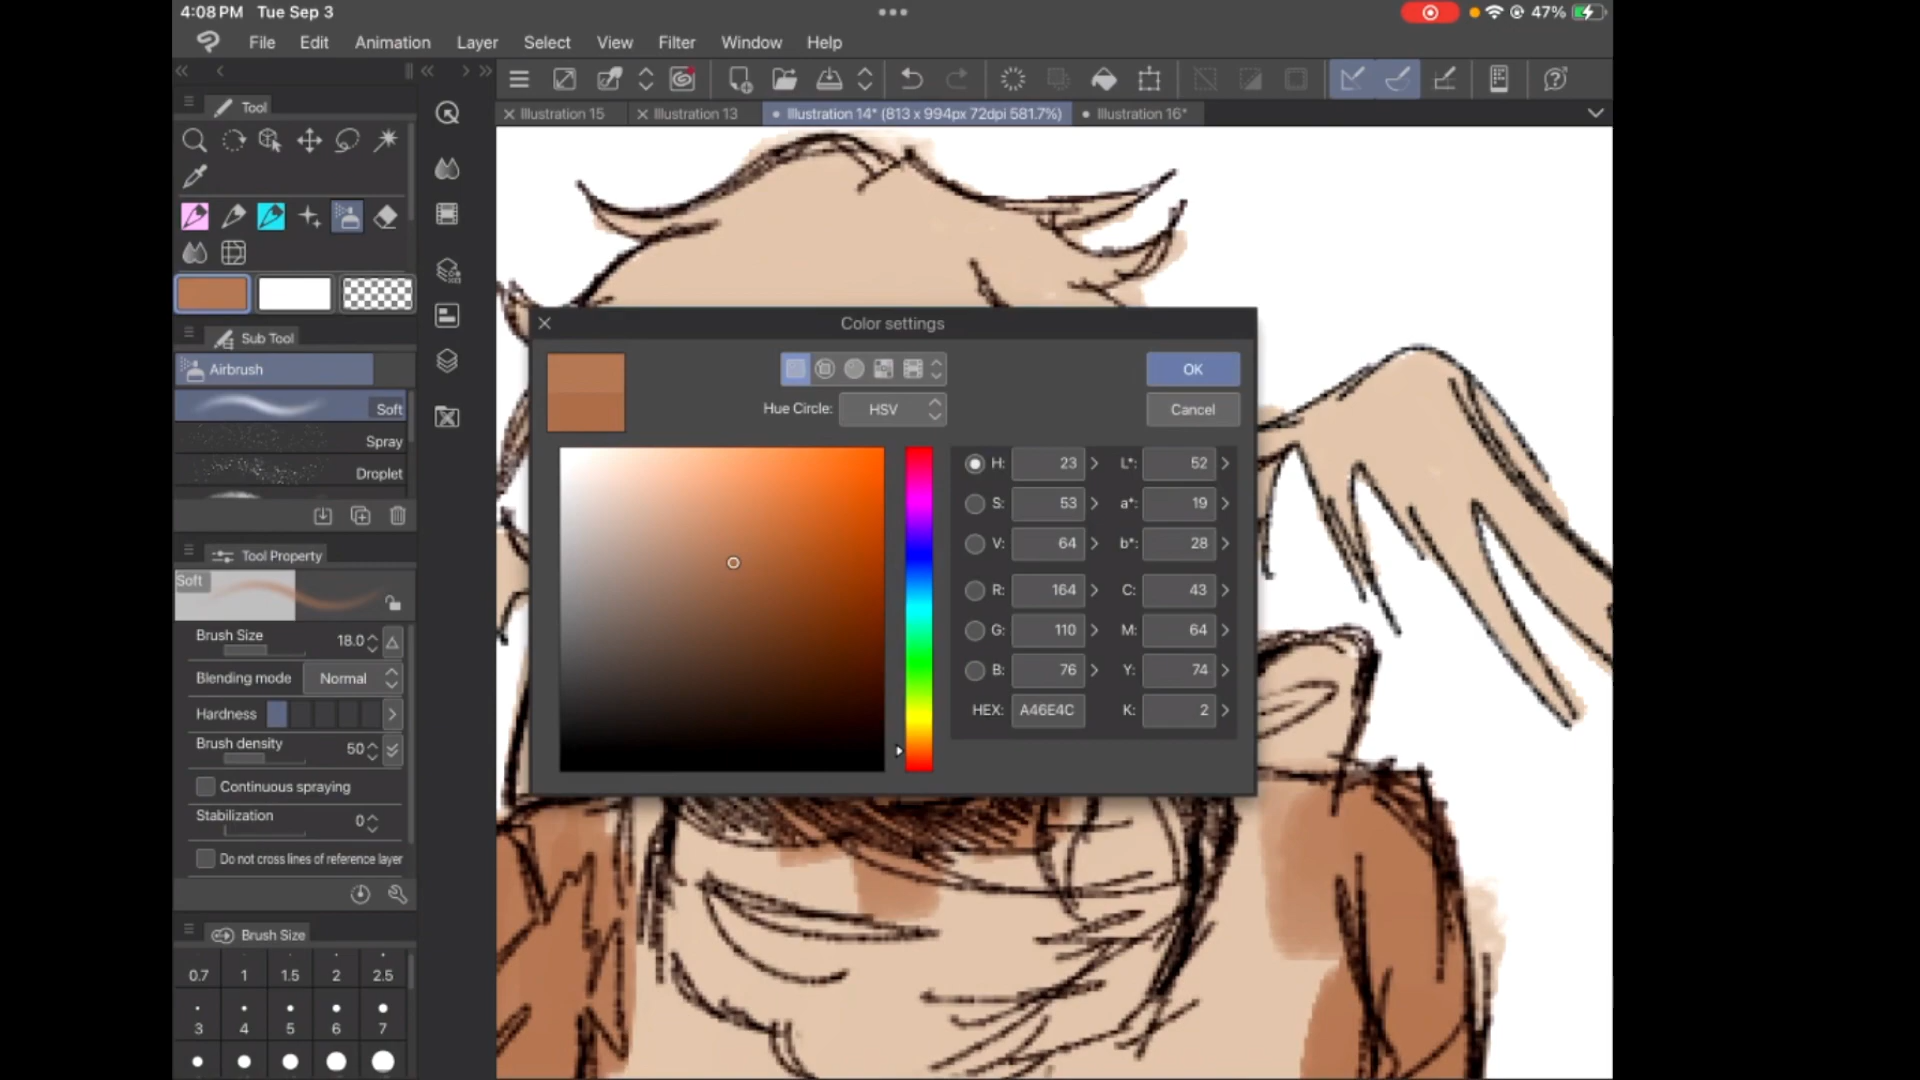 4:08 PM Tue Sep 3
47%
File Edit Animation Layer Select View Filter Window Help
Tool
Illustration 15
Illustration 13
Illustration 14* (813 x 994px 72dpi 581.7%)
Illustration 16*
Sub Tool
Airbrush
Soft
Spray
Droplet
Tool Property
Soft
Brush Size 18.0
Blending mode Normal
Hardness
Brush density 50
Continuous spraying
Stabilization 0
Do not cross lines of reference layer
Brush Size
0.7 1 1.5 2 2.5
3 4 5 6 7
Color settings
OK
Hue Circle: HSV
Cancel
H: 23 L*: 52
S: 53 a*: 19
V: 64 b*: 28
R: 164 C: 43
G: 110 M: 64
B: 76 Y: 74
HEX: A46E4C K: 2